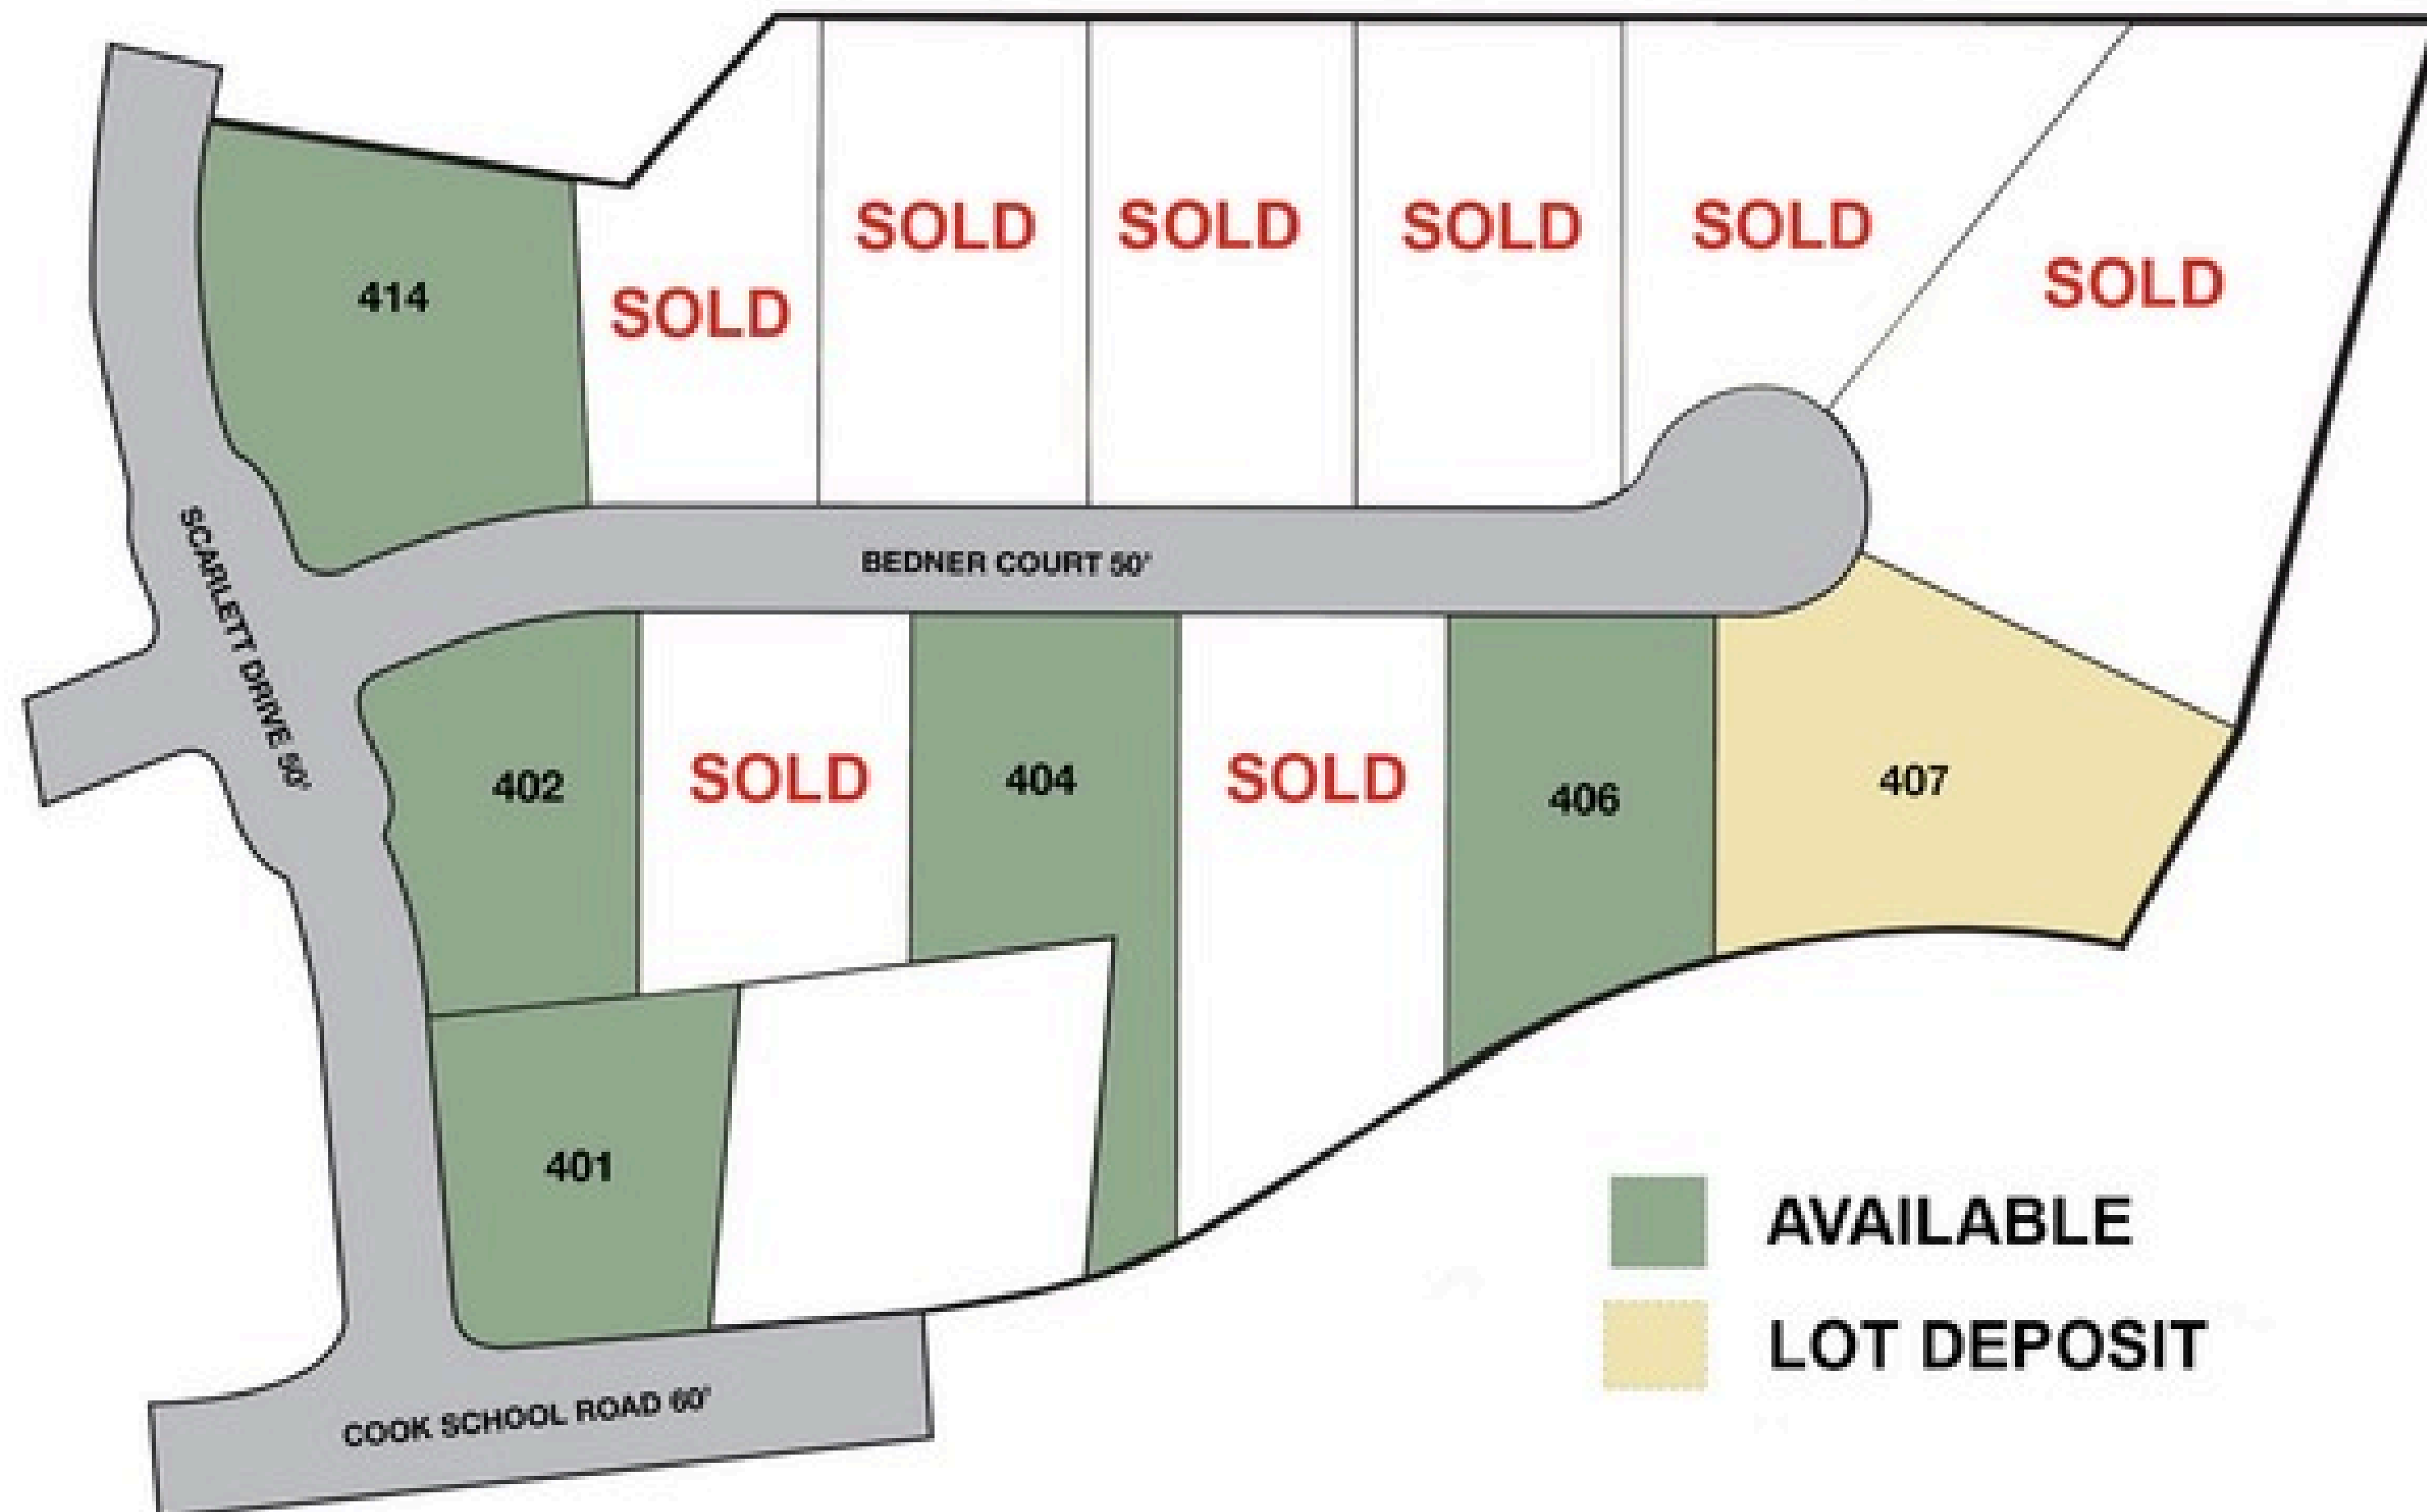 SOLD
SOLD
SOLD
SOLD
SOLD
SOLD
414
SCARLETT DRIVE 50'
BEDNER COURT 50'
402
SOLD
404
SOLD
406
407
401
AVAILABLE
LOT DEPOSIT
COOK SCHOOL ROAD 60'